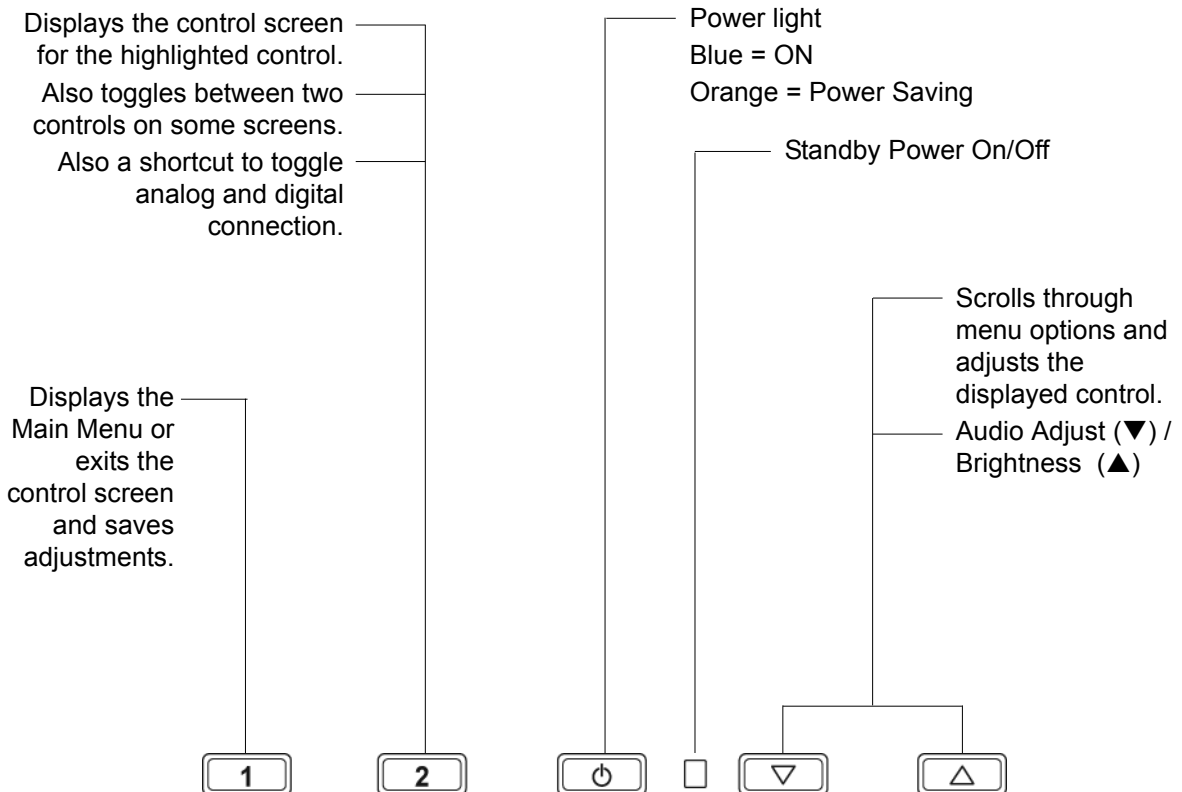 Displays the control screen
for the highlighted control.
Also toggles between two
controls on some screens.
Also a shortcut to toggle
analog and digital
connection.
Power light
Blue = ON
Orange = Power Saving
Standby Power On/Off
Scrolls through
menu options and
adjusts the
displayed control.
Audio Adjust (▼) /
Brightness (▲)
Displays the
Main Menu or
exits the
control screen
and saves
adjustments.
1
2